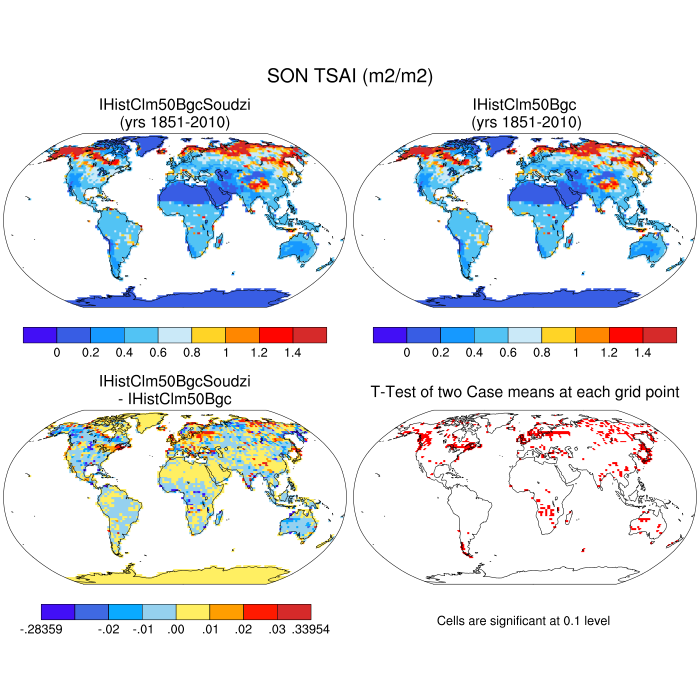 SON TSAI (m2/m2)
IHistClm50BgcSoudzi
(yrs 1851-2010)
IHistClm50Bgc
(yrs 1851-2010)
0 0.2 0.4 0.6 0.8 1 1.2 1.4
0 0.2 0.4 0.6 0.8 1 1.2 1.4
IHistClm50BgcSoudzi
- IHistClm50Bgc
T-Test of two Case means at each grid point
-.28359 -.02 -.01 .00 .01 .02 .03 .33954
Cells are significant at 0.1 level